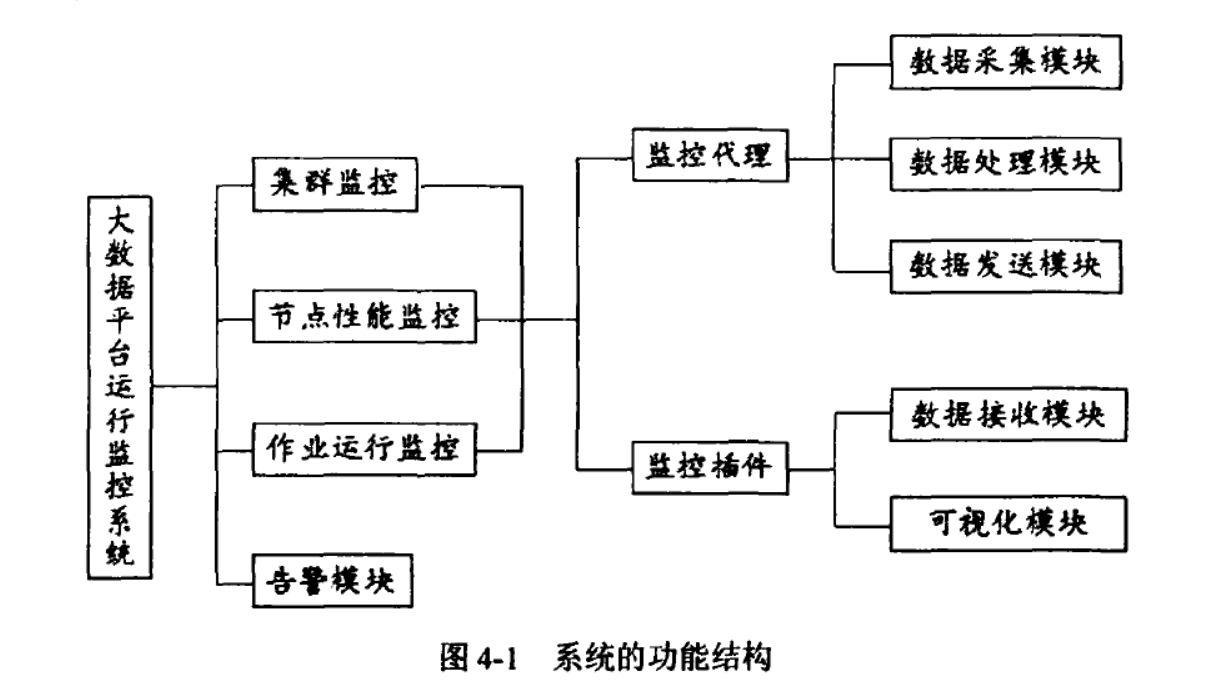 大数据平台运行监控系统
集群监控
节点性能监控
作业运行监控
告警模块
监控代理
监控插件
数据采集模块
数据处理模块
数据发送模块
数据接收模块
可视化模块
图 4-1 系统的功能结构